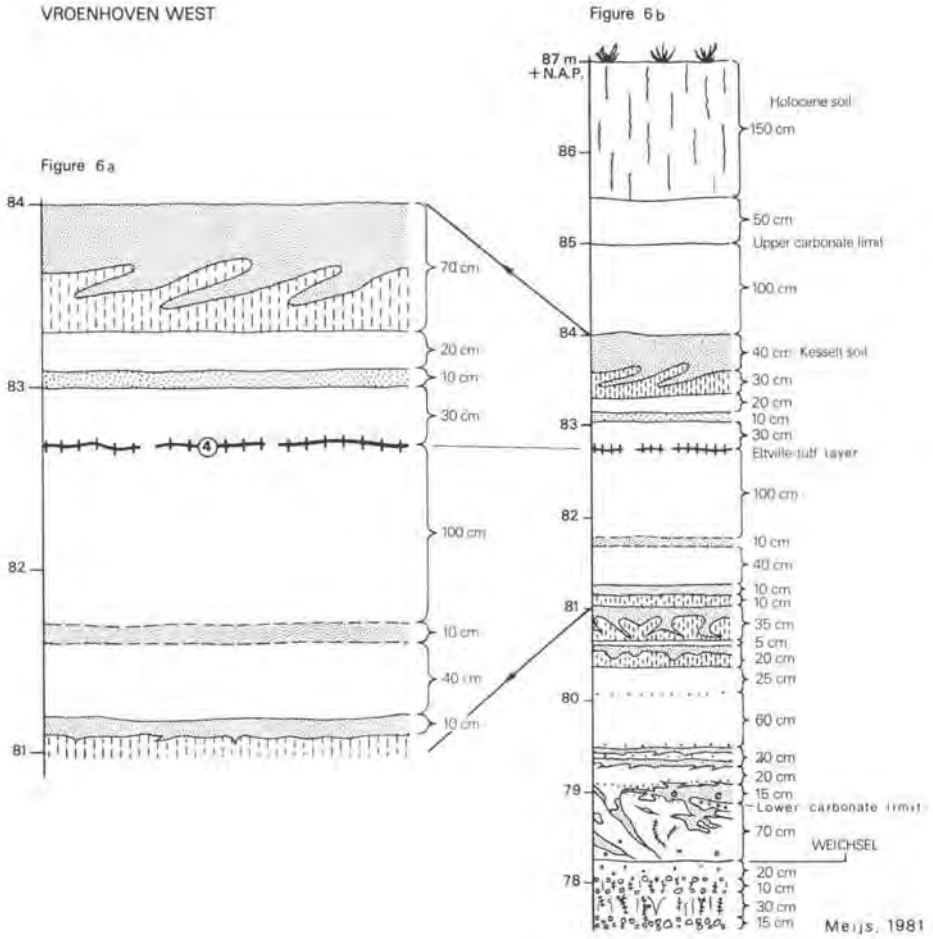 VROENHOVEN WEST
Figure 6a
84
83
82
81
70 cm
20 cm
10 cm
30 cm
4
100 cm
10 cm
40 cm
10 cm
Figure 6b
87 m
+ N.A.P.
86
85
84
83
82
81
80
79
78
Holocene soil
150 cm
50 cm
Upper carbonate limit
100 cm
40 cm Kesselt soil
30 cm
20 cm
10 cm
30 cm
Eltville tuff layer
100 cm
10 cm
40 cm
10 cm
10 cm
35 cm
5 cm
20 cm
25 cm
60 cm
20 cm
20 cm
15 cm
Lower carbonate limit
70 cm
WEICHSEL
20 cm
10 cm
30 cm
15 cm
Meijs, 1981